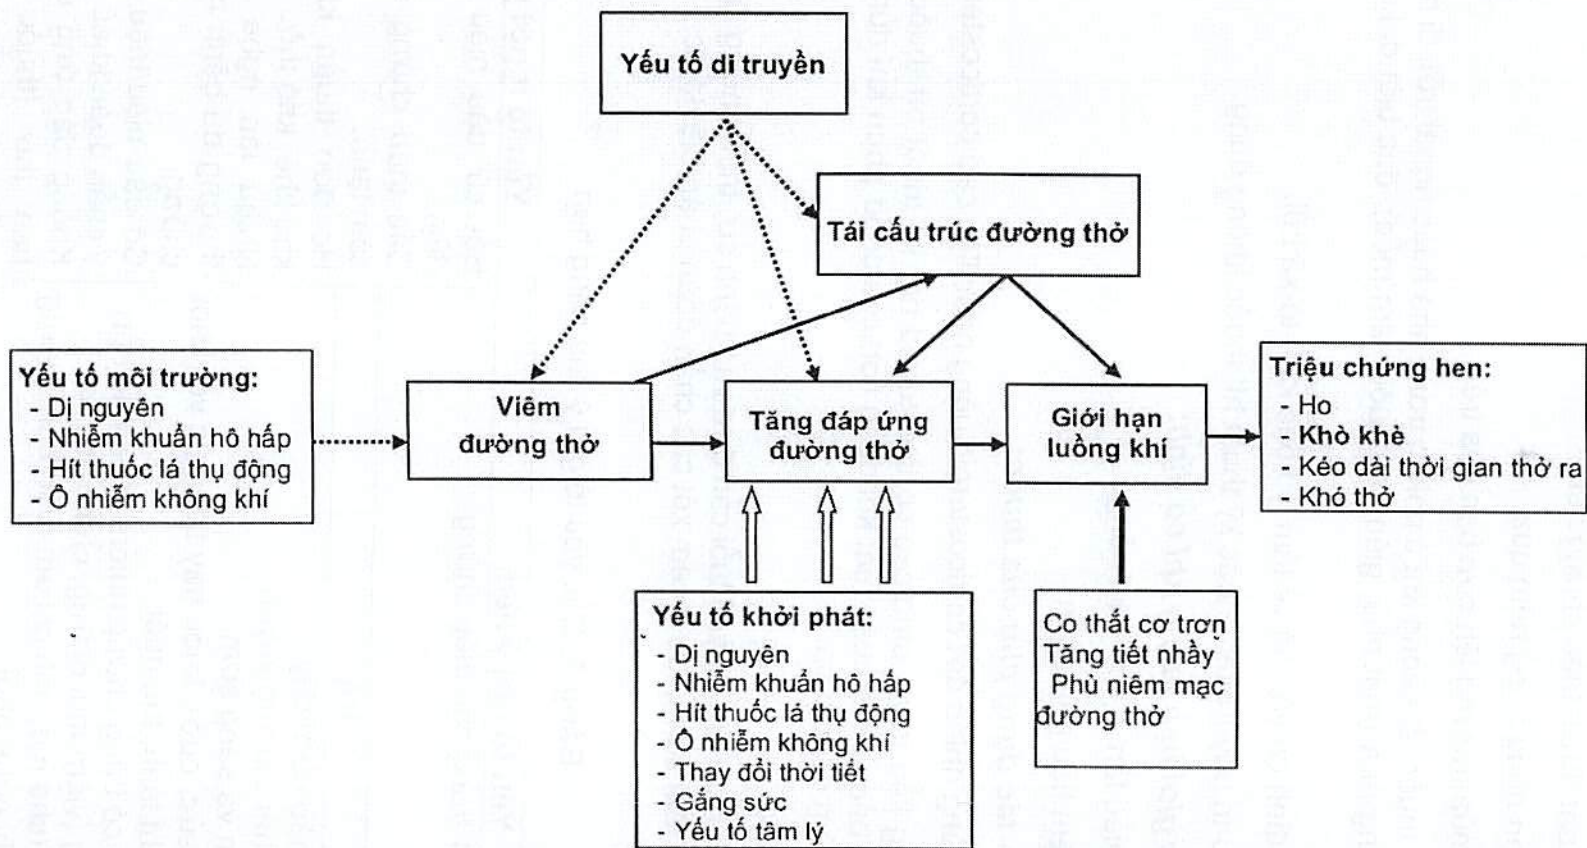 Yếu tố di truyền
Tái cấu trúc đường thở
Yếu tố môi trường:
- Dị nguyên
- Nhiễm khuẩn hô hấp
- Hít thuốc lá thụ động
- Ô nhiễm không khí
Viêm
đường thở
Tăng đáp ứng
đường thở
Giới hạn
luồng khí
Triệu chứng hen:
- Ho
- Khò khè
- Kéo dài thời gian thở ra
- Khó thở
Yếu tố khởi phát:
- Dị nguyên
- Nhiễm khuẩn hô hấp
- Hít thuốc lá thụ động
- Ô nhiễm không khí
- Thay đổi thời tiết
- Gắng sức
- Yếu tố tâm lý
Co thắt cơ trơn
Tăng tiết nhầy
Phù niêm mạc
đường thở